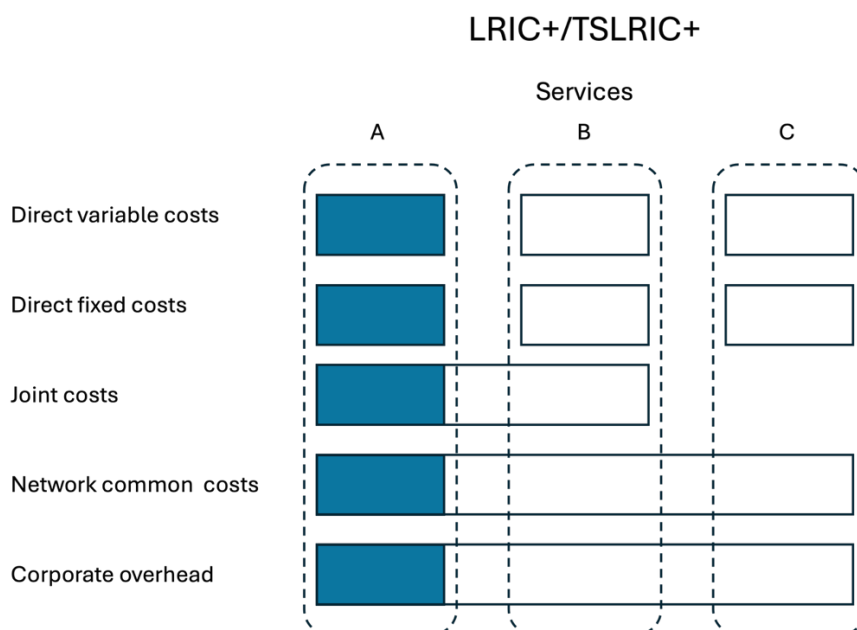 LRIC+/TSLRIC+
Services
A B C
Direct variable costs
Direct fixed costs
Joint costs
Network common costs
Corporate overhead